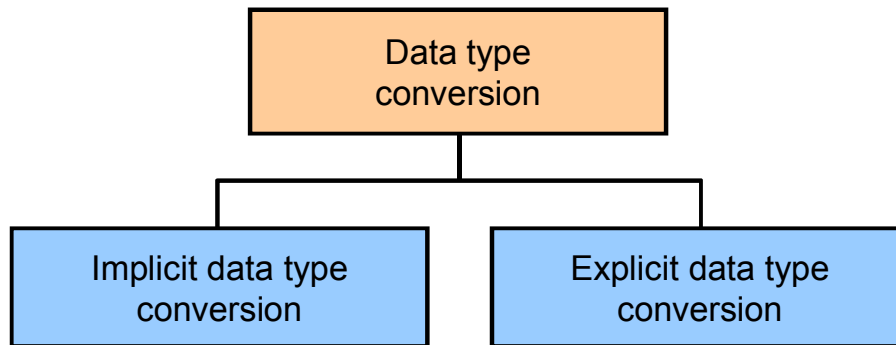 Data type
conversion
Implicit data type
conversion
Explicit data type
conversion